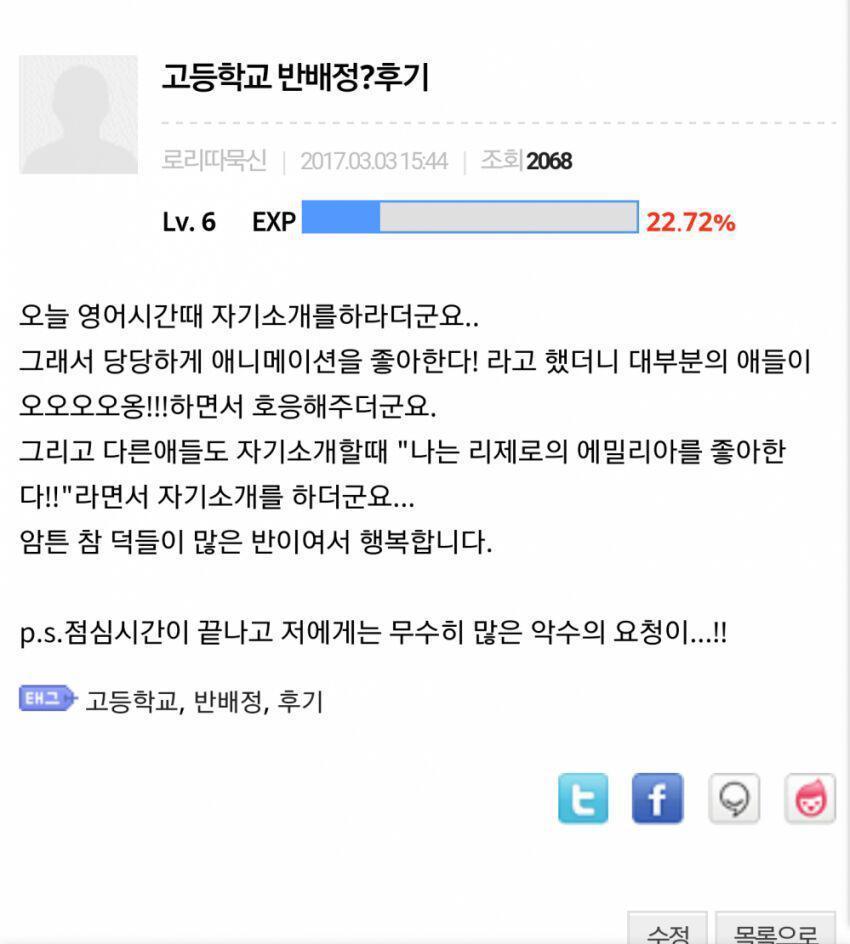 고등학교 반배정?후기
로리따묵신 | 2017.03.03 15:44 | 조회 2068
Lv. 6 EXP 22.72%
오늘 영어시간때 자기소개를하라더군요..
그래서 당당하게 애니메이션을 좋아한다! 라고 했더니 대부분의 애들이
오오오오옹!!!하면서 호응해주더군요.
그리고 다른애들도 자기소개할때 "나는 리제로의 에밀리아를 좋아한
다!!"라면서 자기소개를 하더군요...
암튼 참 덕들이 많은 반이여서 행복합니다.
p.s.점심시간이 끝나고 저에게는 무수히 많은 악수의 요청이...!!
태그 고등학교, 반배정, 후기
수정 목록으로